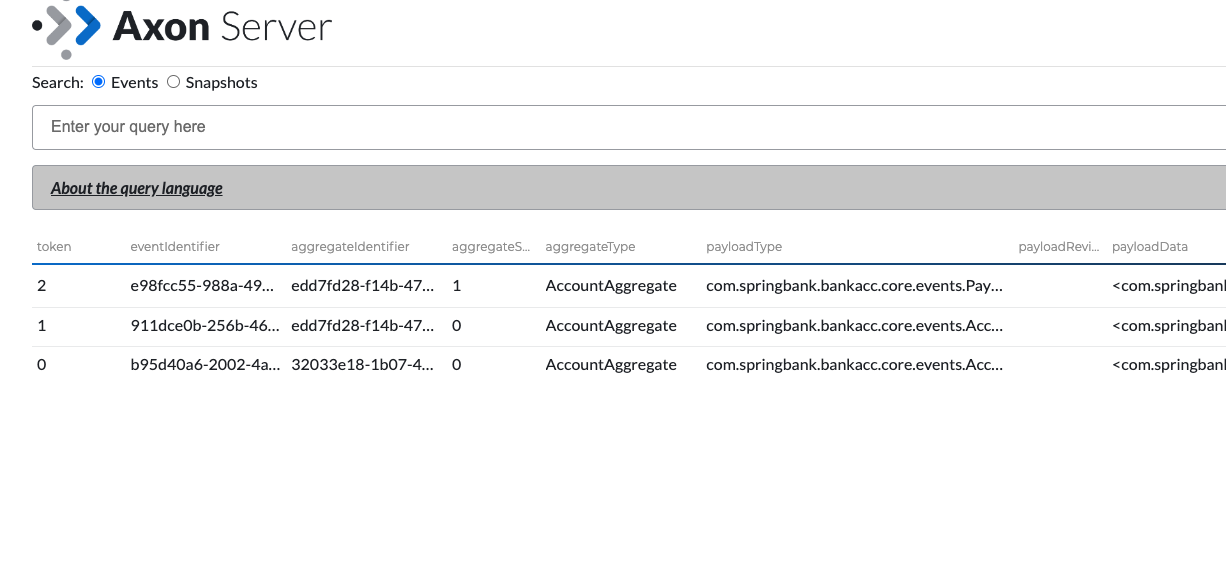 Axon Server
Search: Events Snapshots
Enter your query here
About the query language
token eventIdentifier aggregateIdentifier aggregateS... aggregateType payloadType payloadRevi... payloadData
2 e98fcc55-988a-49... edd7fd28-f14b-47... 1 AccountAggregate com.springbank.bankacc.core.events.Pay... <com.springbank
1 911dce0b-256b-46... edd7fd28-f14b-47... 0 AccountAggregate com.springbank.bankacc.core.events.Acc... <com.springbank
0 b95d40a6-2002-4a... 32033e18-1b07-4... 0 AccountAggregate com.springbank.bankacc.core.events.Acc... <com.springbank